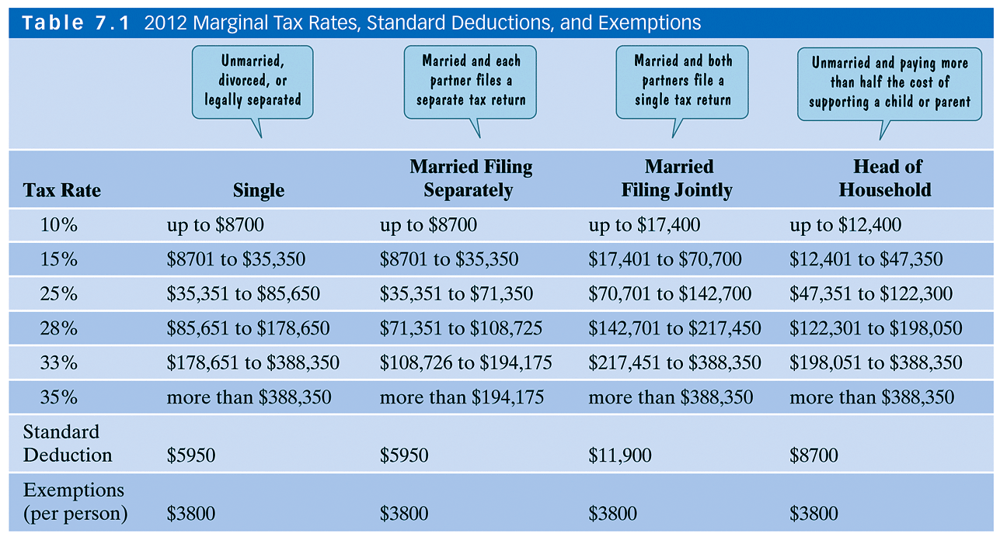 Table 7.1 2012 Marginal Tax Rates, Standard Deductions, and Exemptions
Unmarried,
divorced, or
legally separated
Married and each
partner files a
separate tax return
Married and both
partners file a
single tax return
Unmarried and paying more
than half the cost of
supporting a child or parent
Tax Rate Single Married Filing Separately Married Filing Jointly Head of Household
10% up to $8700 up to $8700 up to $17,400 up to $12,400
15% $8701 to $35,350 $8701 to $35,350 $17,401 to $70,700 $12,401 to $47,350
25% $35,351 to $85,650 $35,351 to $71,350 $70,701 to $142,700 $47,351 to $122,300
28% $85,651 to $178,650 $71,351 to $108,725 $142,701 to $217,450 $122,301 to $198,050
33% $178,651 to $388,350 $108,726 to $194,175 $217,451 to $388,350 $198,051 to $388,350
35% more than $388,350 more than $194,175 more than $388,350 more than $388,350
Standard
Deduction $5950 $5950 $11,900 $8700
Exemptions
(per person) $3800 $3800 $3800 $3800